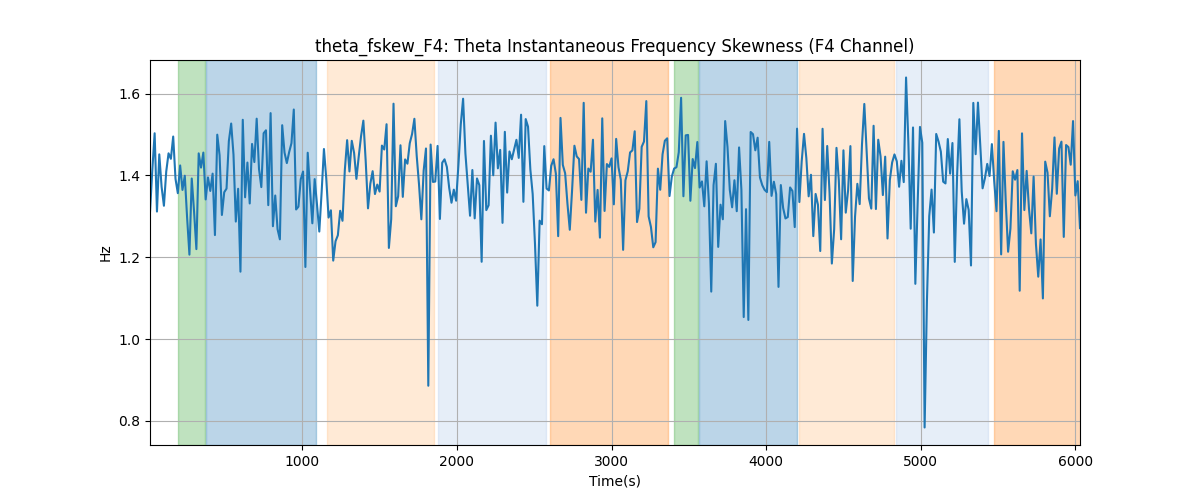 theta_fskew_F4: Theta Instantaneous Frequency Skewness (F4 Channel)
1.6
1.4
1.2
1.0
0.8
Hz
1000 2000 3000 4000 5000 6000
Time(s)